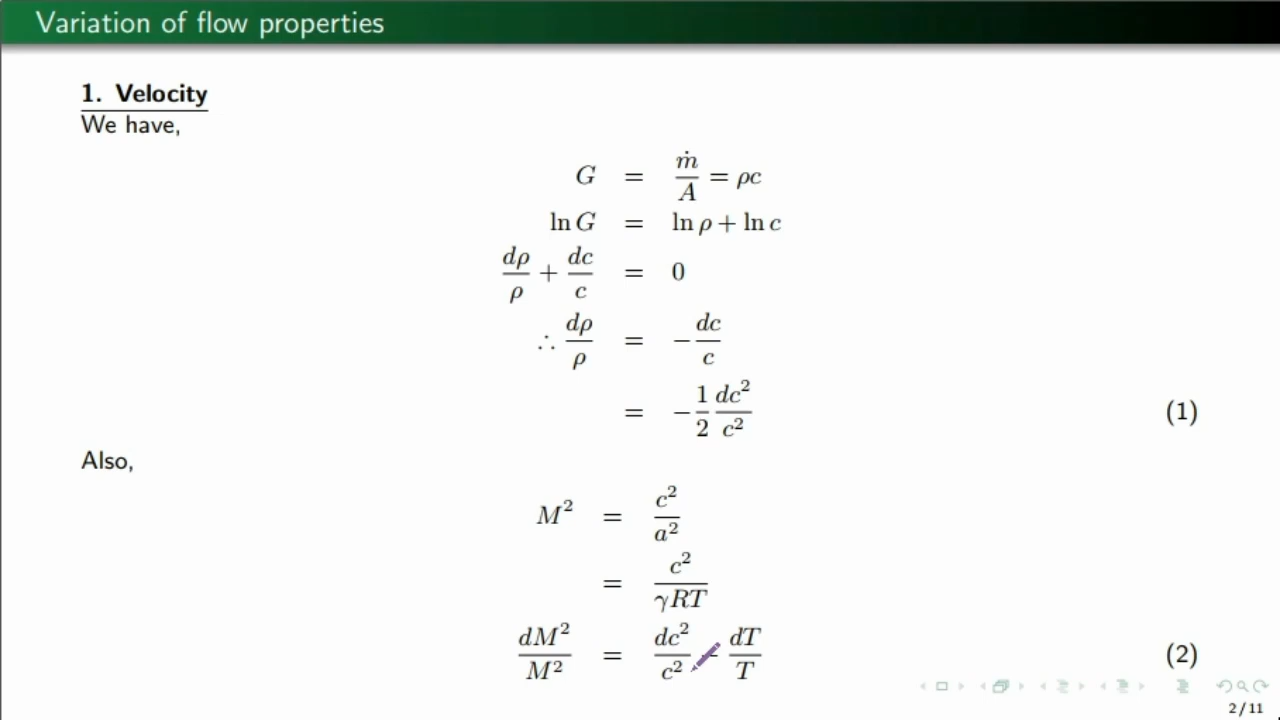 Variation of flow properties
1. Velocity
We have,
G = ṁ/A = ρc
ln G = ln ρ + ln c
dρ/ρ + dc/c = 0
∴ dρ/ρ = −dc/c
= −1/2 dc²/c² (1)
Also,
M² = c²/a²
= c²/γRT
dM²/M² = dc²/c² − dT/T (2)
2/11